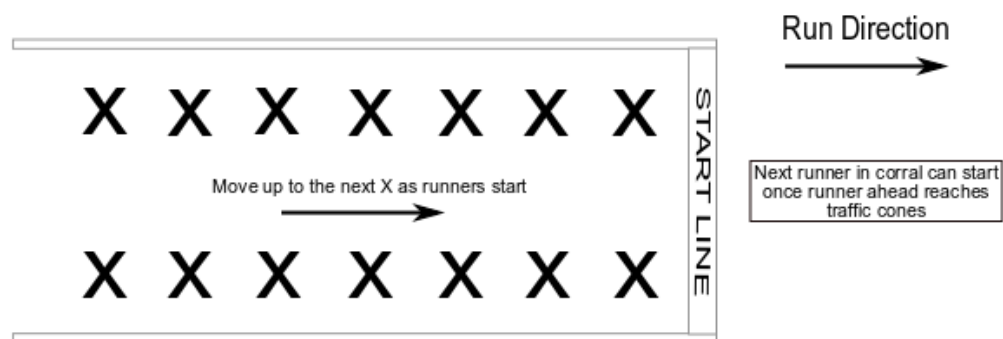 Run Direction
X X X X X X X
START LINE
Move up to the next X as runners start
Next runner in corral can start
once runner ahead reaches
traffic cones
X X X X X X X